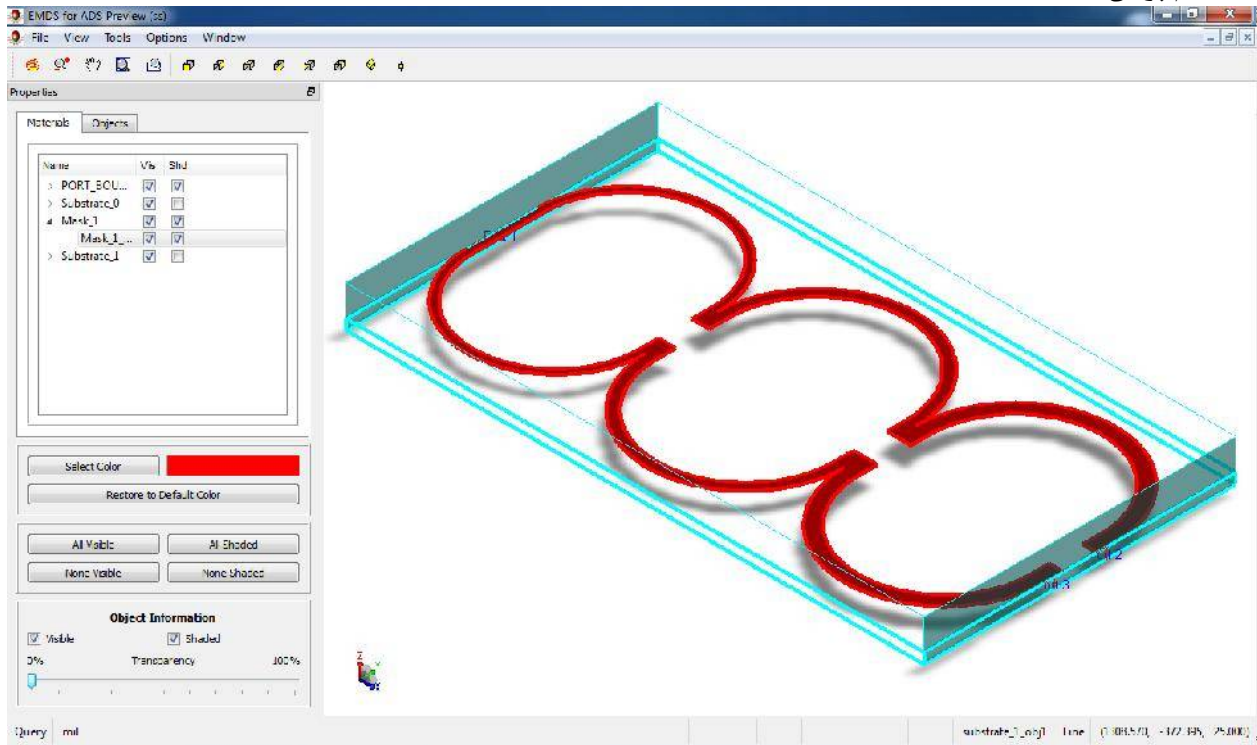 EMDS for ADS Preview (ss)
File View Tools Options Window
Properties
Materials Objects
Name Vis Shd
PORT_BOU...
Substrate_0
Mask_1
Mask_1_...
Substrate_1
Select Color
Restore to Default Color
All Visible All Shaded
None Visible None Shaded
Object Information
Visible Shaded
0% Transparency 100%
Z
Query mil
substrate_1_obj1 Line